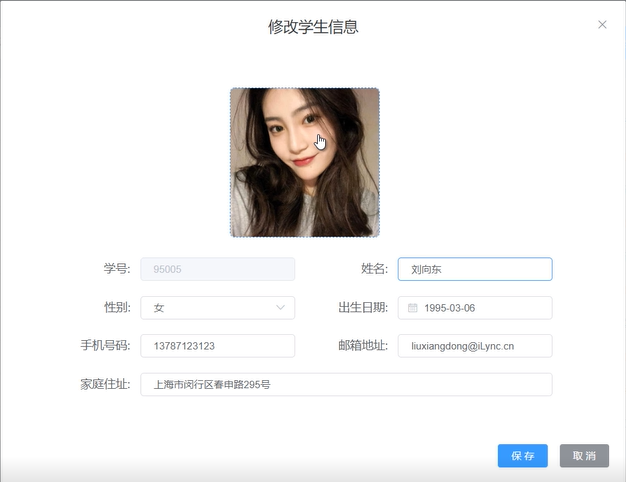 修改学生信息
学号: 95005 姓名: 刘向东
性别: 女 出生日期: 1995-03-06
手机号码: 13787123123 邮箱地址: liuxiangdong@iLync.cn
家庭住址: 上海市闵行区春申路295号
保存 取消